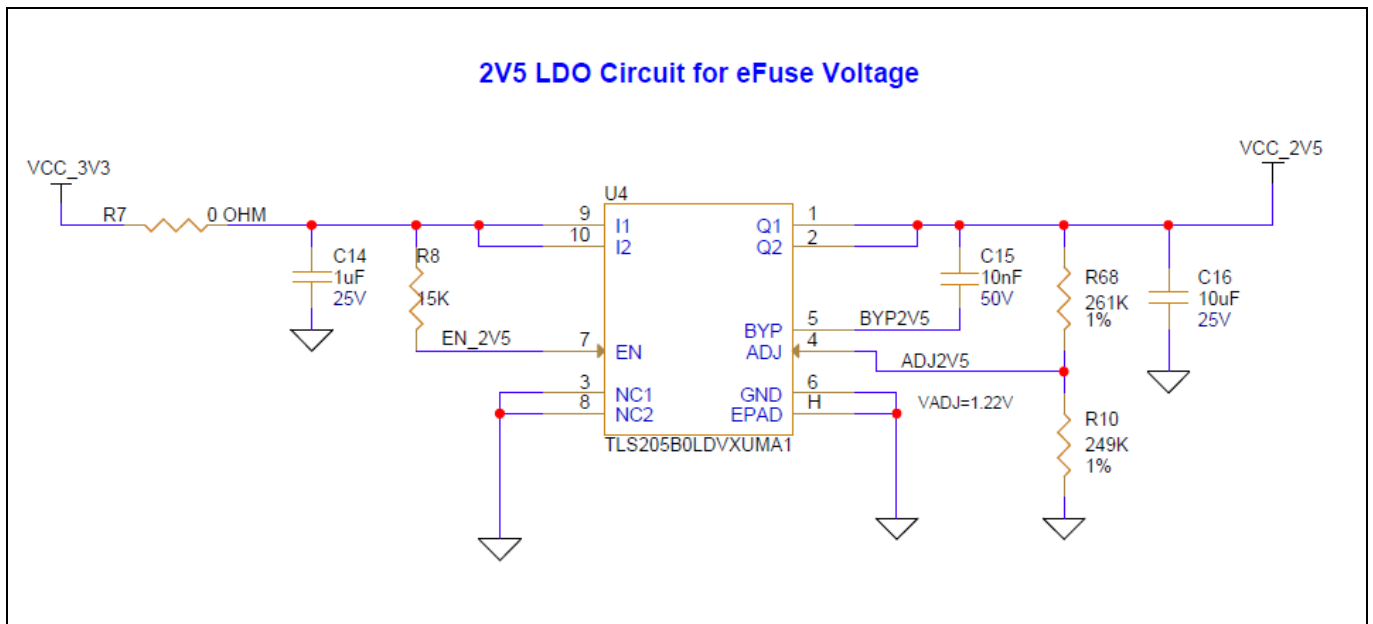 2V5 LDO Circuit for eFuse Voltage
VCC_3V3
VCC_2V5
R7
0 OHM
C14
1uF
25V
R8
15K
EN_2V5
U4
9
I1
10
I2
7
EN
3
NC1
8
NC2
Q1
1
Q2
2
BYP
5
ADJ
4
GND
6
EPAD
H
TLS205B0LDVXUMA1
BYP2V5
ADJ2V5
VADJ=1.22V
C15
10nF
50V
R68
261K
1%
C16
10uF
25V
R10
249K
1%